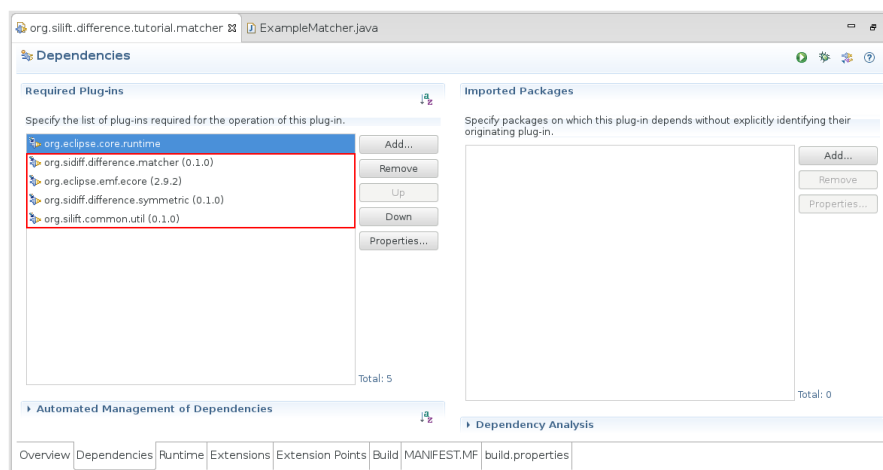 org.silift.difference.tutorial.matcher ExampleMatcher.java
Dependencies
Required Plug-ins
Specify the list of plug-ins required for the operation of this plug-in.
org.eclipse.core.runtime
org.sidiff.difference.matcher (0.1.0)
org.eclipse.emf.ecore (2.9.2)
org.sidiff.difference.symmetric (0.1.0)
org.silift.common.util (0.1.0)
Add...
Remove
Up
Down
Properties...
Total: 5
Automated Management of Dependencies
Imported Packages
Specify packages on which this plug-in depends without explicitly identifying their
originating plug-in.
Add...
Remove
Properties...
Total: 0
Dependency Analysis
Overview Dependencies Runtime Extensions Extension Points Build MANIFEST.MF build.properties